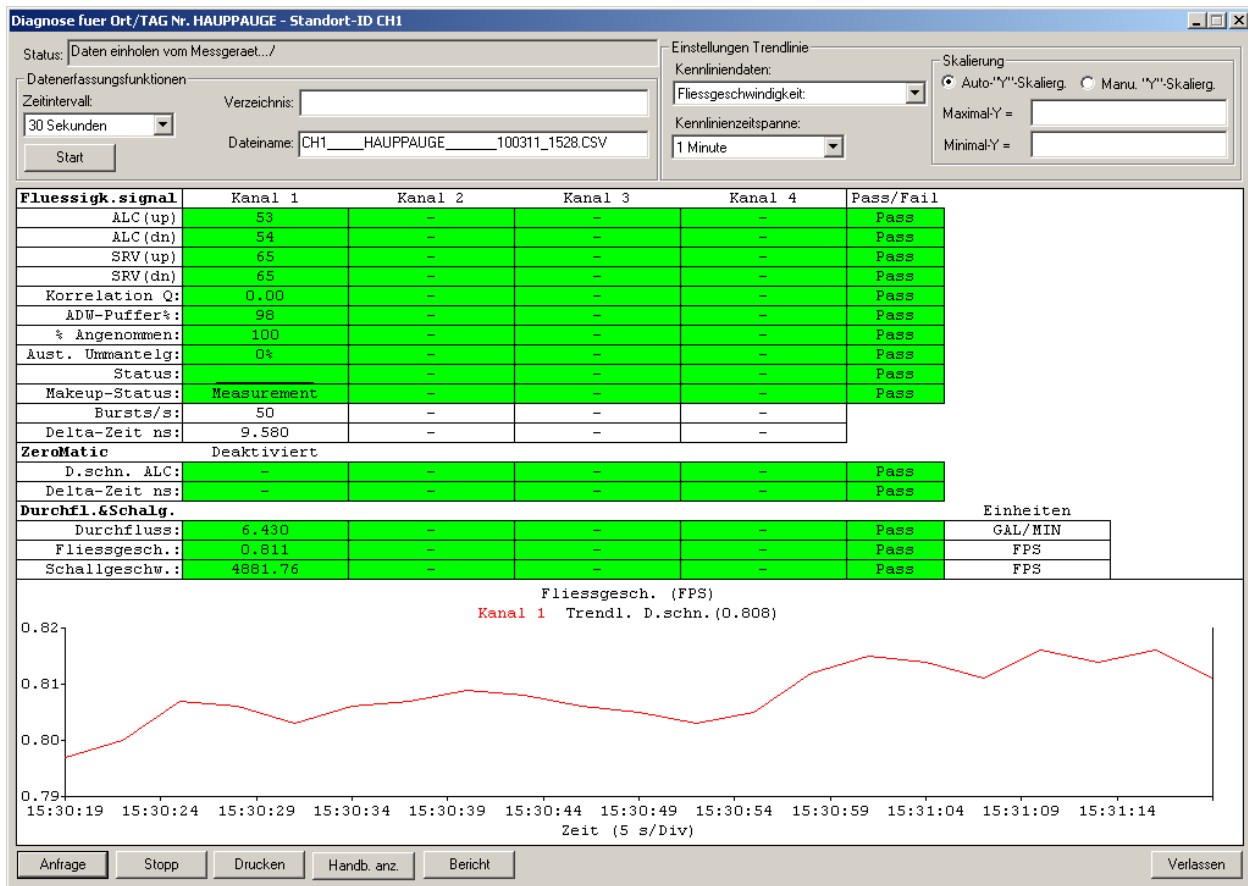 Diagnose fuer Ort/TAG Nr. HAUPPAUGE - Standort-ID CH1
Status: Daten einholen vom Messgeraet.../
Datenerfassungsfunktionen
Zeitintervall:
30 Sekunden
Start
Verzeichnis:
Dateiname: CH1_____HAUPPAUGE_______100311_1528.CSV
Einstellungen Trendlinie
Kennliniendaten:
Fliessgeschwindigkeit:
Kennlinienzeitspanne:
1 Minute
Skalierung
Auto-"Y"-Skalierg. Manu. "Y"-Skalierg.
Maximal-Y =
Minimal-Y =
Fluessigk.signal Kanal 1 Kanal 2 Kanal 3 Kanal 4 Pass/Fail
ALC(up) 53 - - - Pass
ALC(dn) 54 - - - Pass
SRV(up) 65 - - - Pass
SRV(dn) 65 - - - Pass
Korrelation Q: 0.00 - - - Pass
ADW-Puffer%: 98 - - - Pass
% Angenommen: 100 - - - Pass
Aust. Ummantelg: 0% - - - Pass
Status: ____________ - - - Pass
Makeup-Status: Measurement - - - Pass
Bursts/s: 50 - - -
Delta-Zeit ns: 9.580 - - -
ZeroMatic Deaktiviert
D.schn. ALC: - - - - Pass
Delta-Zeit ns: - - - - Pass
Durchfl.&Schalg. Einheiten
Durchfluss: 6.430 - - - Pass GAL/MIN
Fliessgesch.: 0.811 - - - Pass FPS
Schallgeschw.: 4881.76 - - - Pass FPS
Fliessgesch. (FPS)
Kanal 1 Trendl. D.schn.(0.808)
0.82
0.81
0.80
0.79
15:30:19 15:30:24 15:30:29 15:30:34 15:30:39 15:30:44 15:30:49 15:30:54 15:30:59 15:31:04 15:31:09 15:31:14
Zeit (5 s/Div)
Anfrage Stopp Drucken Handb. anz. Bericht Verlassen